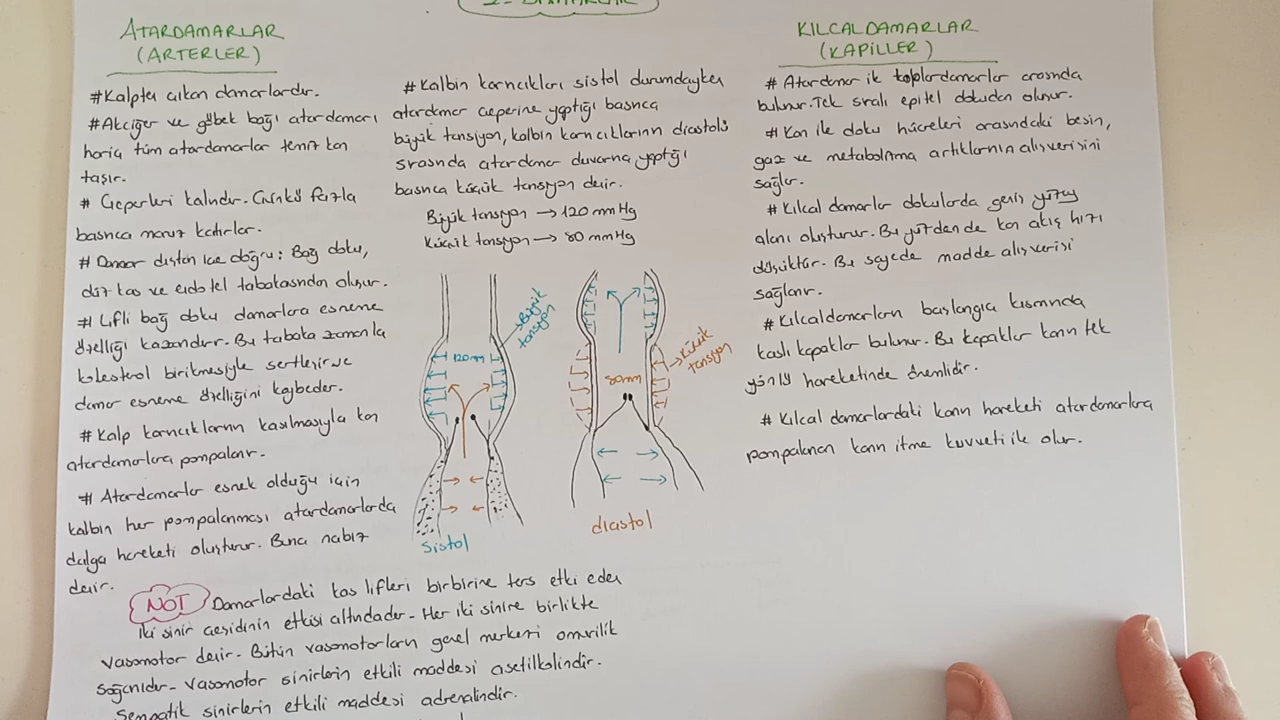 ATARDAMARLAR
(ARTERLER)
#Kalpten çıkan damarlardır.
#Akciğer ve göbek bağı atardamarı
hariç tüm atardamarlar temiz kan
taşır.
# Çeperleri kalındır. Çünkü fazla
basınca maruz kalırlar.
# Damar dıştan içe doğru: Bağ doku,
düz kas ve endotel tabakasından oluşur.
# Lifli bağ doku damarlara esneme
özelliği kazandırır. Bu tabaka zamanla
kolesterol birikmesiyle sertleşir ve
damar esneme özelliğini kaybeder.
# Kalp karıncıklarının kasılmasıyla kan
atardamarlara pompalanır.
# Atardamarlar esnek olduğu için
kalbin her pompalanması atardamarlarda
dalga hareketi oluşturur. Buna nabız
denir.
# Kalbin karıncıkları sistol durumdayken
atardamar çeperine yaptığı basınca
büyük tansiyon, kalbin karıncıklarının diastolü
sırasında atardamar duvarına yaptığı
basınca küçük tansiyon denir.
Büyük tansiyon → 120 mmHg
Küçük tansiyon → 80 mmHg
Büyük
tansiyon
120mm
Sistol
Küçük
tansiyon
80mm
diastol
KILCALDAMARLAR
(KAPİLLER)
# Atardamar ile toplardamarlar arasında
bulunur. Tek sıralı epitel dokudan oluşur.
# Kan ile doku hücreleri arasındaki besin,
gaz ve metabolizma artıklarının alışverişini
sağlar.
# Kılcal damarlar dokularda geniş yüzey
alanı oluşturur. Bu yüzden de kan akış hızı
düşüktür. Bu sayede madde alışverişi
sağlanır.
# Kılcaldamarların başlangıç kısmında
kaslı kapaklar bulunur. Bu kapaklar kanın tek
yönlü hareketinde önemlidir.
# Kılcal damarlardaki kanın hareketi atardamarlara
pompalanan kanın itme kuvveti ile olur.
NOT Damarlardaki kas lifleri birbirine ters etki eden
iki sinir çeşidinin etkisi altındadır. Her iki sinire birlikte
vasomotor denir. Bütün vasomotorların genel merkezi omurilik
soğanıdır. Vasomotor sinirlerin etkili maddesi asetilkolindir.
Sempatik sinirlerin etkili maddesi adrenalindir.